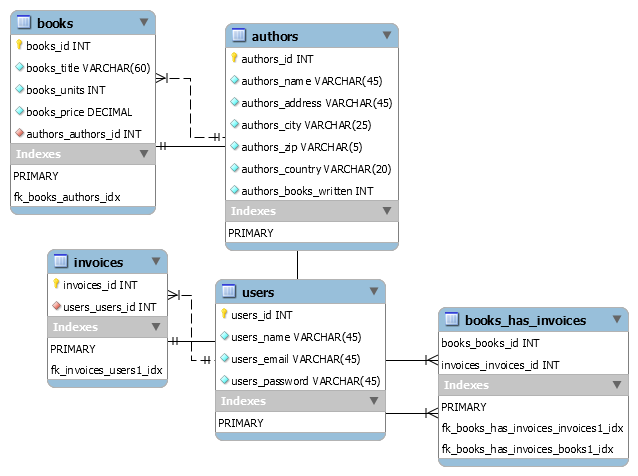 books
books_id INT
books_title VARCHAR(60)
books_units INT
books_price DECIMAL
authors_authors_id INT
Indexes
PRIMARY
fk_books_authors_idx
authors
authors_id INT
authors_name VARCHAR(45)
authors_address VARCHAR(45)
authors_city VARCHAR(25)
authors_zip VARCHAR(5)
authors_country VARCHAR(20)
authors_books_written INT
Indexes
PRIMARY
invoices
invoices_id INT
users_users_id INT
Indexes
PRIMARY
fk_invoices_users1_idx
users
users_id INT
users_name VARCHAR(45)
users_email VARCHAR(45)
users_password VARCHAR(45)
Indexes
PRIMARY
books_has_invoices
books_books_id INT
invoices_invoices_id INT
Indexes
PRIMARY
fk_books_has_invoices_invoices1_idx
fk_books_has_invoices_books1_idx